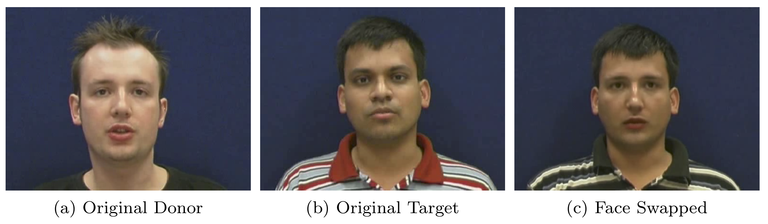 (a) Original Donor
(b) Original Target
(c) Face Swapped